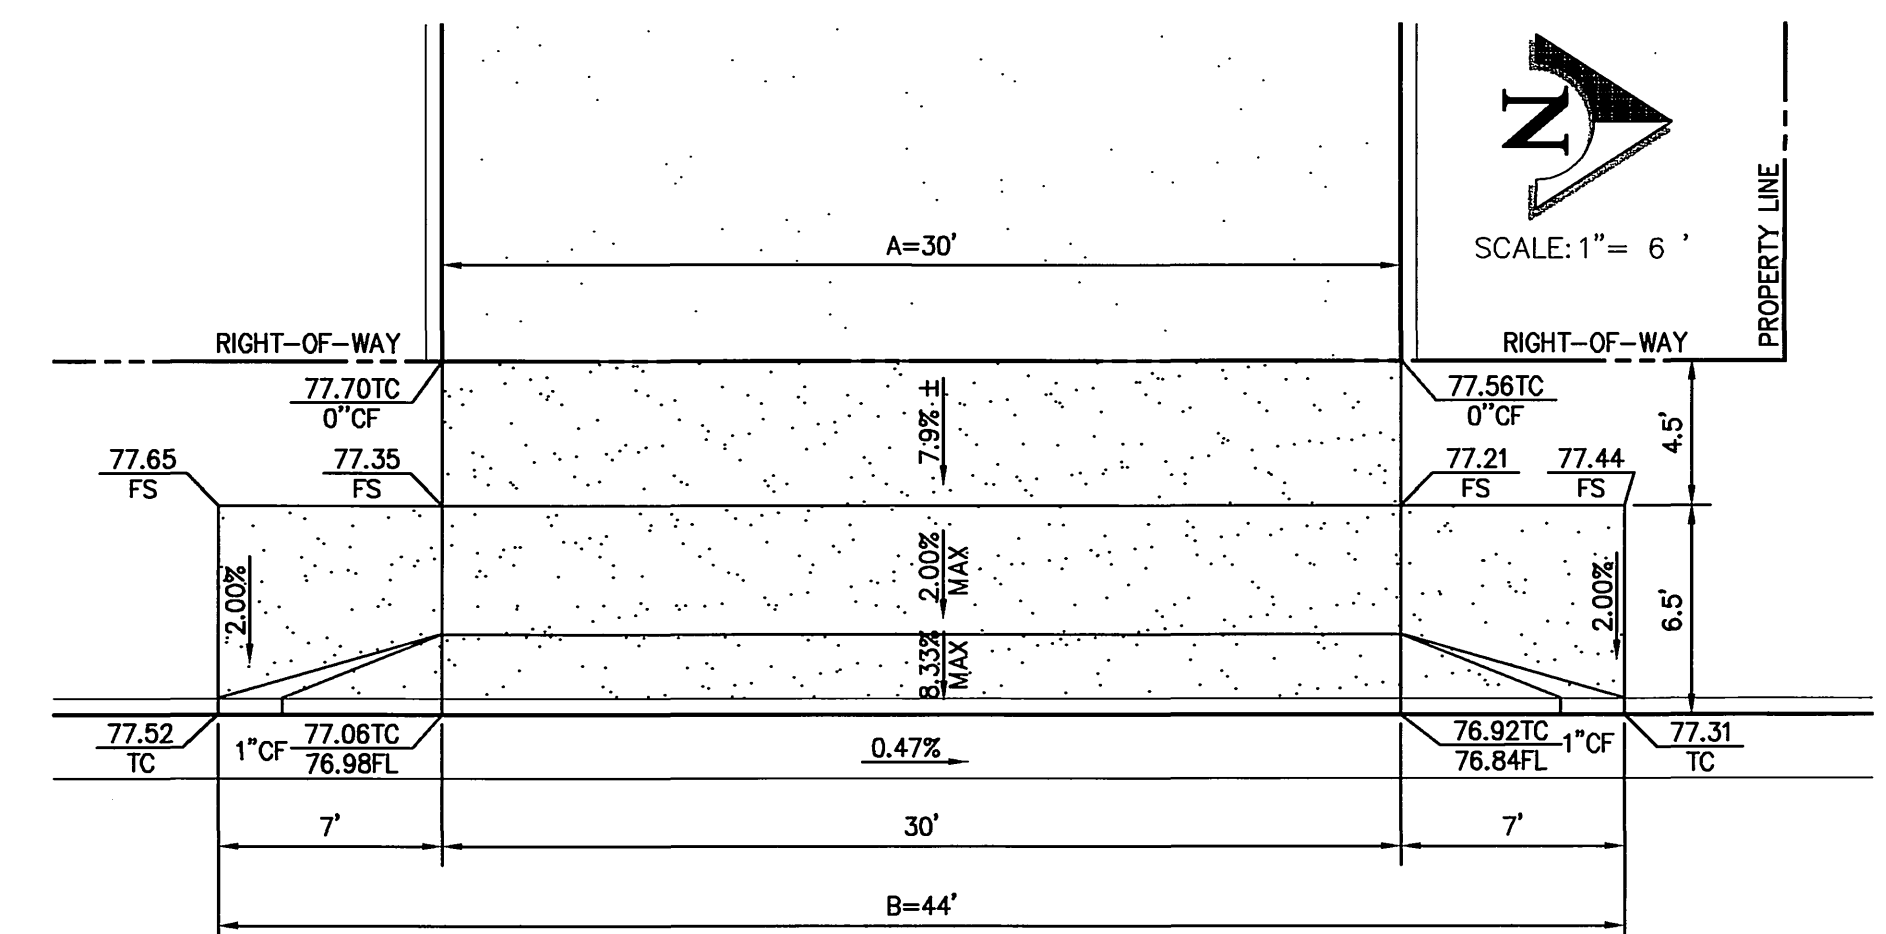 N
SCALE: 1"= 6 '
PROPERTY LINE
A=30'
RIGHT-OF-WAY
RIGHT-OF-WAY
77.70TC
0"CF
7.9% ±
77.56TC
0"CF
4.5'
77.65
FS
77.35
FS
77.21
FS
77.44
FS
2.00%
2.00%
MAX
2.00%
6.5'
8.33%
MAX
77.52
TC
1"CF
77.06TC
76.98FL
0.47%
76.92TC
76.84FL
1"CF
77.31
TC
7'
30'
7'
B=44'